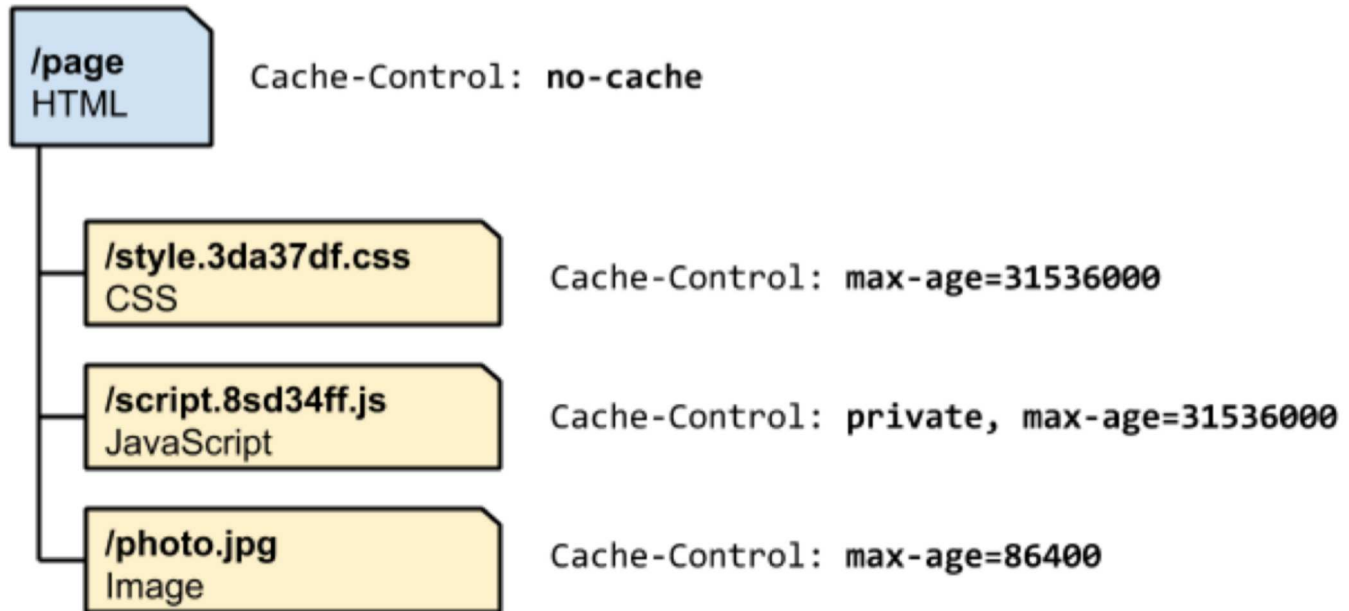 /page
HTML
Cache-Control: no-cache
/style.3da37df.css
CSS
Cache-Control: max-age=31536000
/script.8sd34ff.js
JavaScript
Cache-Control: private, max-age=31536000
/photo.jpg
Image
Cache-Control: max-age=86400